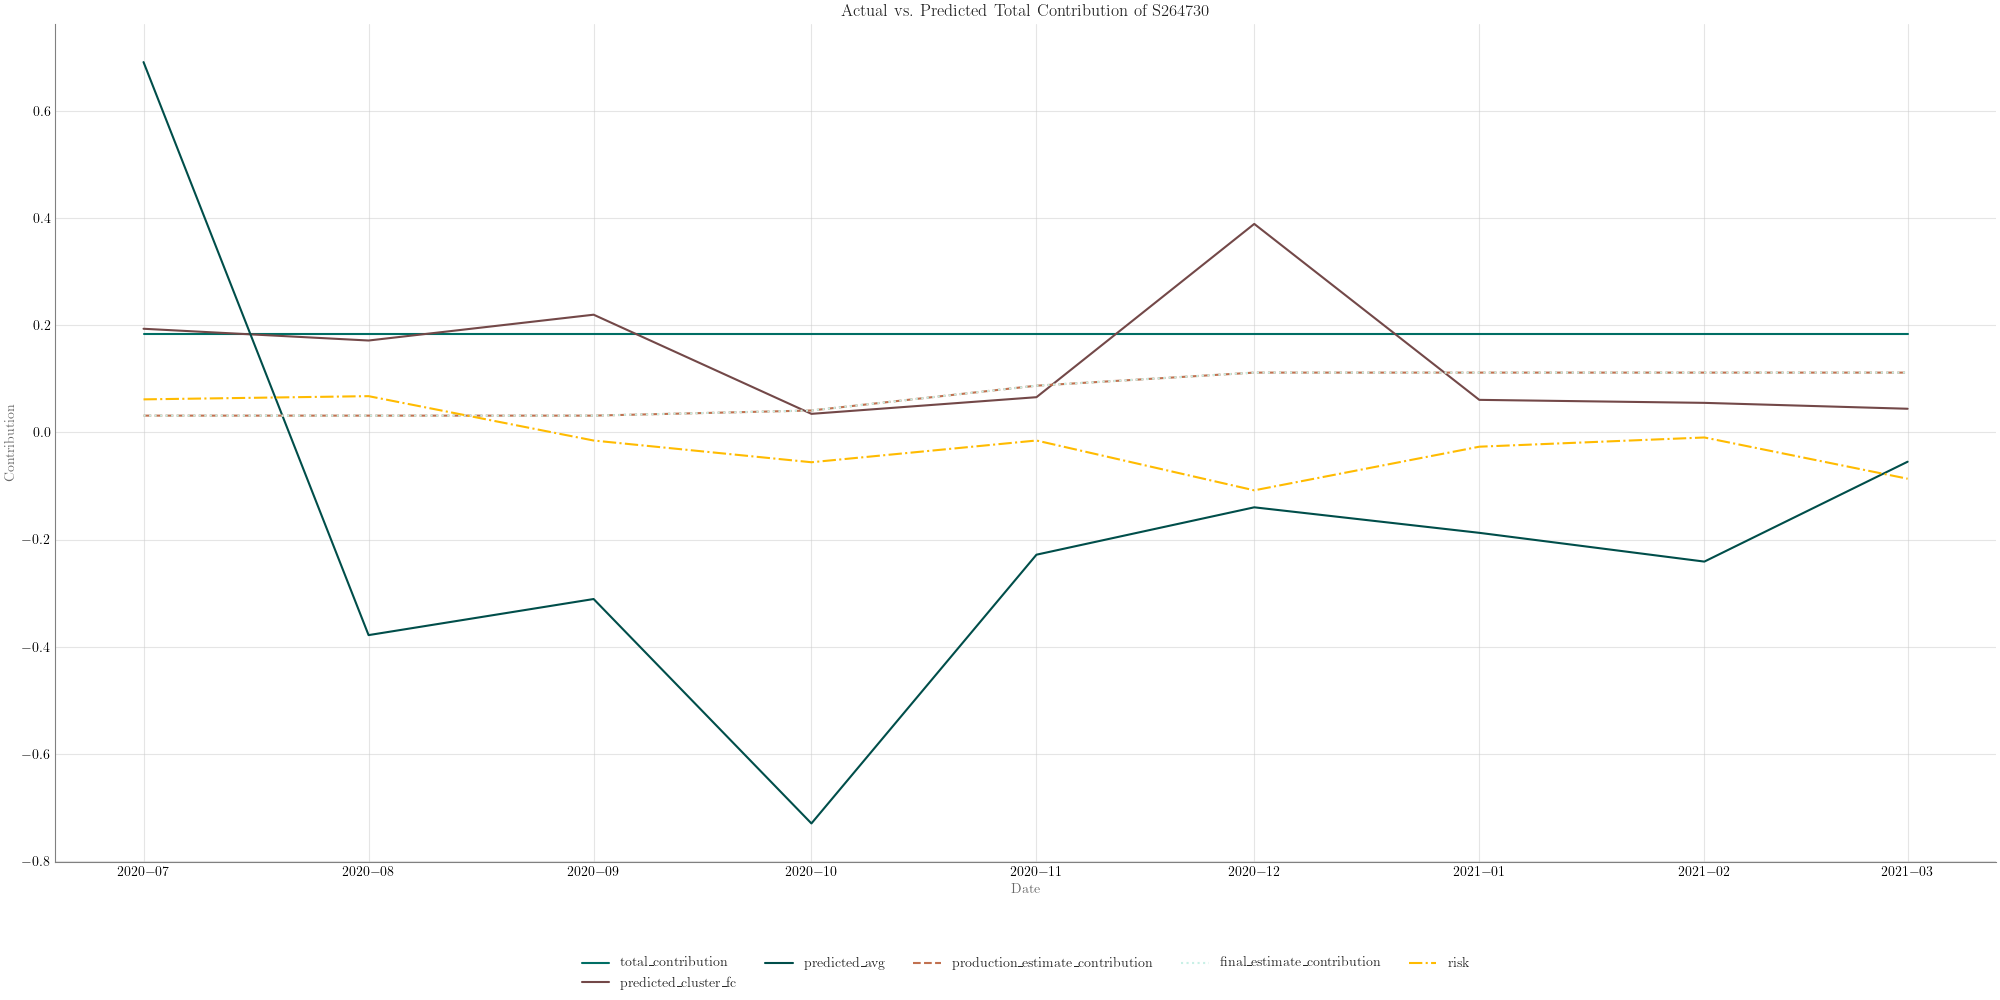 Actual vs. Predicted Total Contribution of S264730
Contribution
0.6
0.4
0.2
0.0
−0.2
−0.4
−0.6
−0.8
2020−07 2020−08 2020−09 2020−10 2020−11 2020−12 2021−01 2021−02 2021−03
Date
total_contribution predicted_avg production_estimate_contribution final_estimate_contribution risk
predicted_cluster_fc